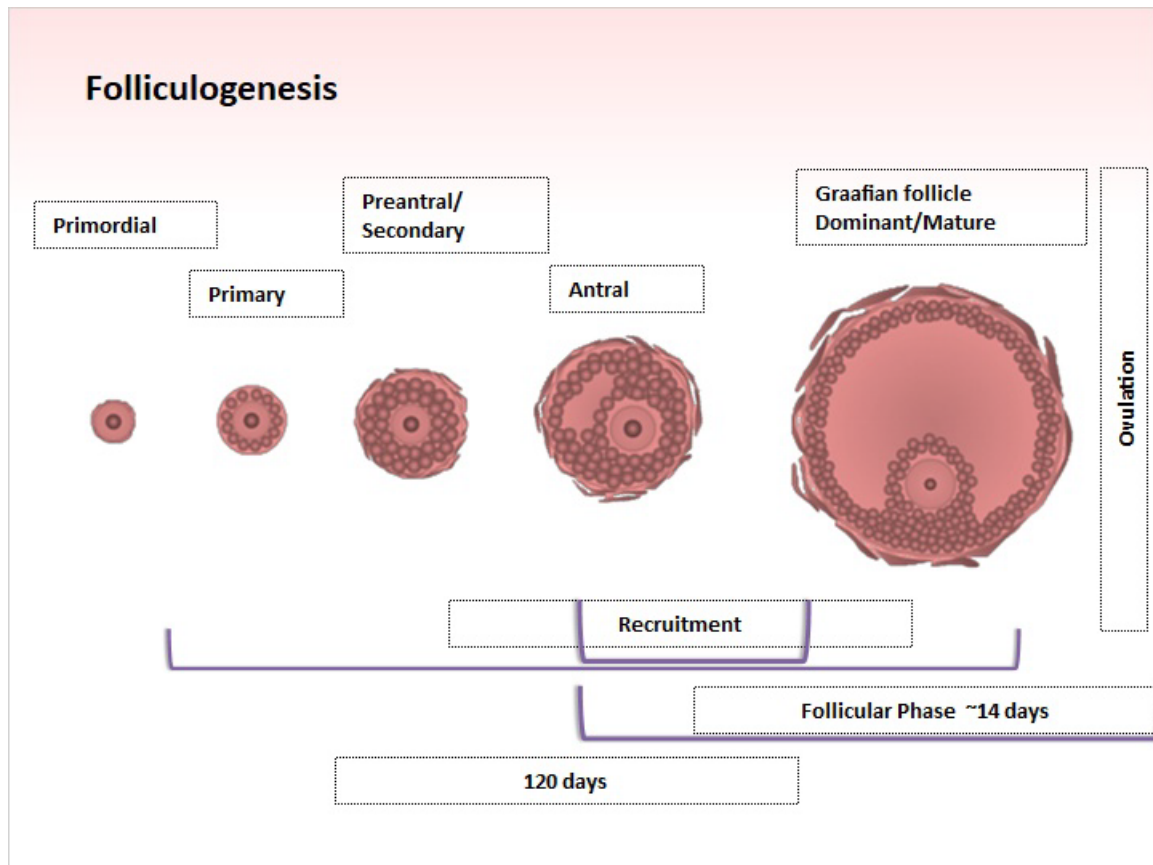 Folliculogenesis
Primordial
Primary
Preantral/
Secondary
Antral
Graafian follicle
Dominant/Mature
Ovulation
Recruitment
Follicular Phase ~14 days
120 days